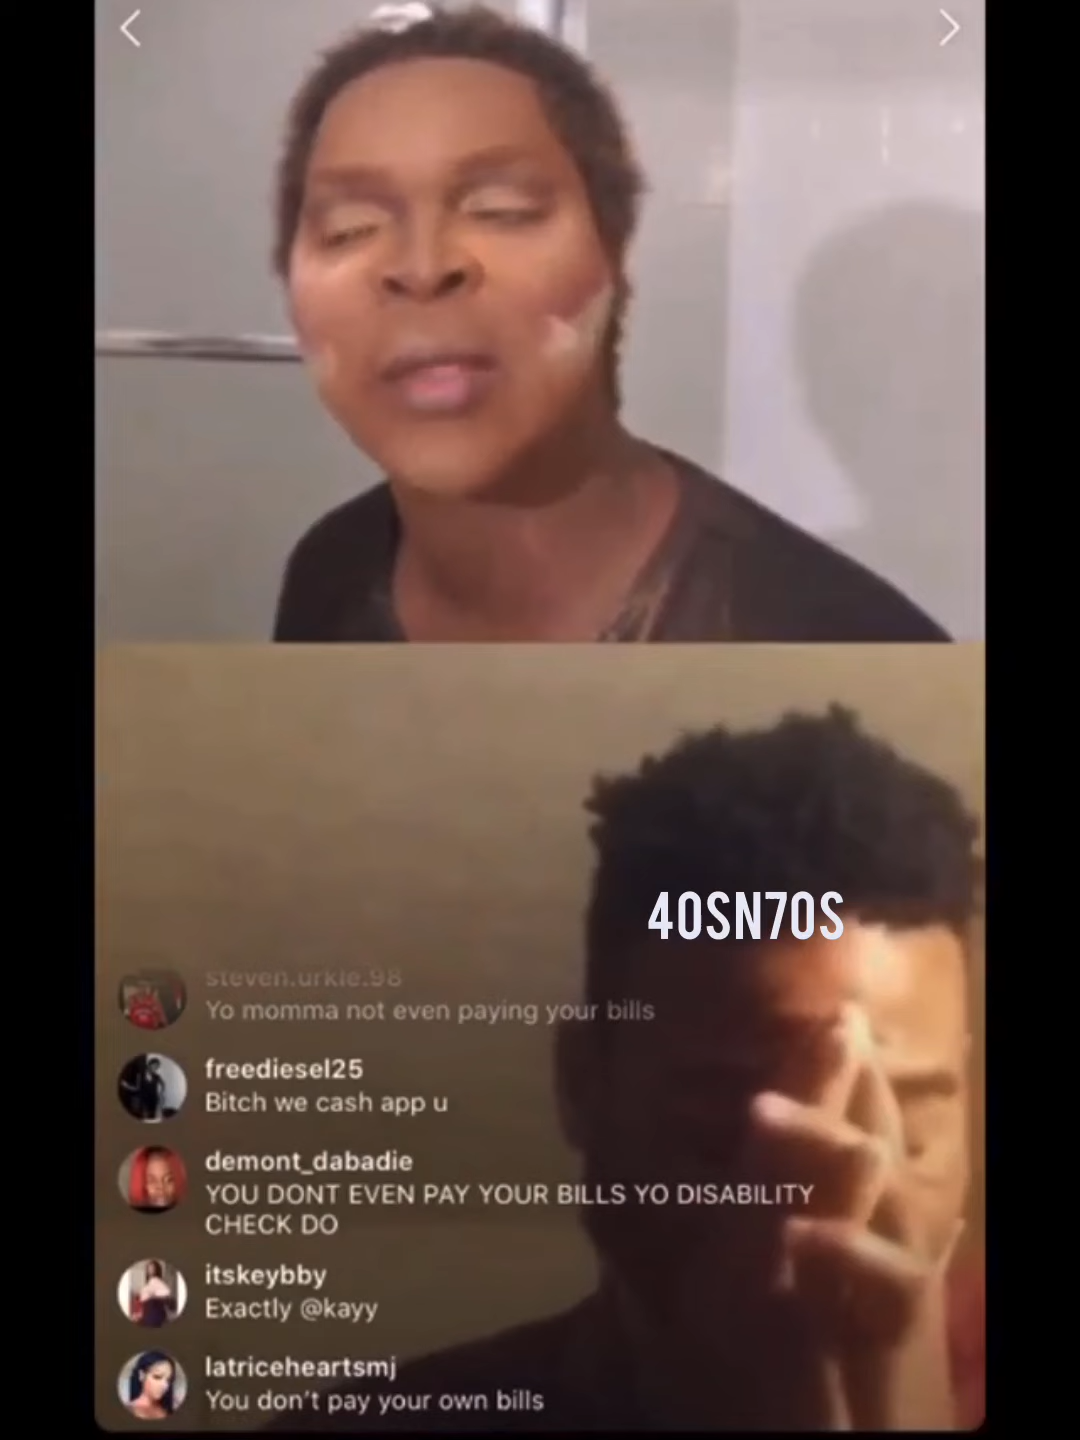 40SN70S
steven.urkle.98
Yo momma not even paying your bills
freediesel25
Bitch we cash app u
demont_dabadie
YOU DONT EVEN PAY YOUR BILLS YO DISABILITY
CHECK DO
itskeybby
Exactly @kayy
latriceheartsmj
You don't pay your own bills